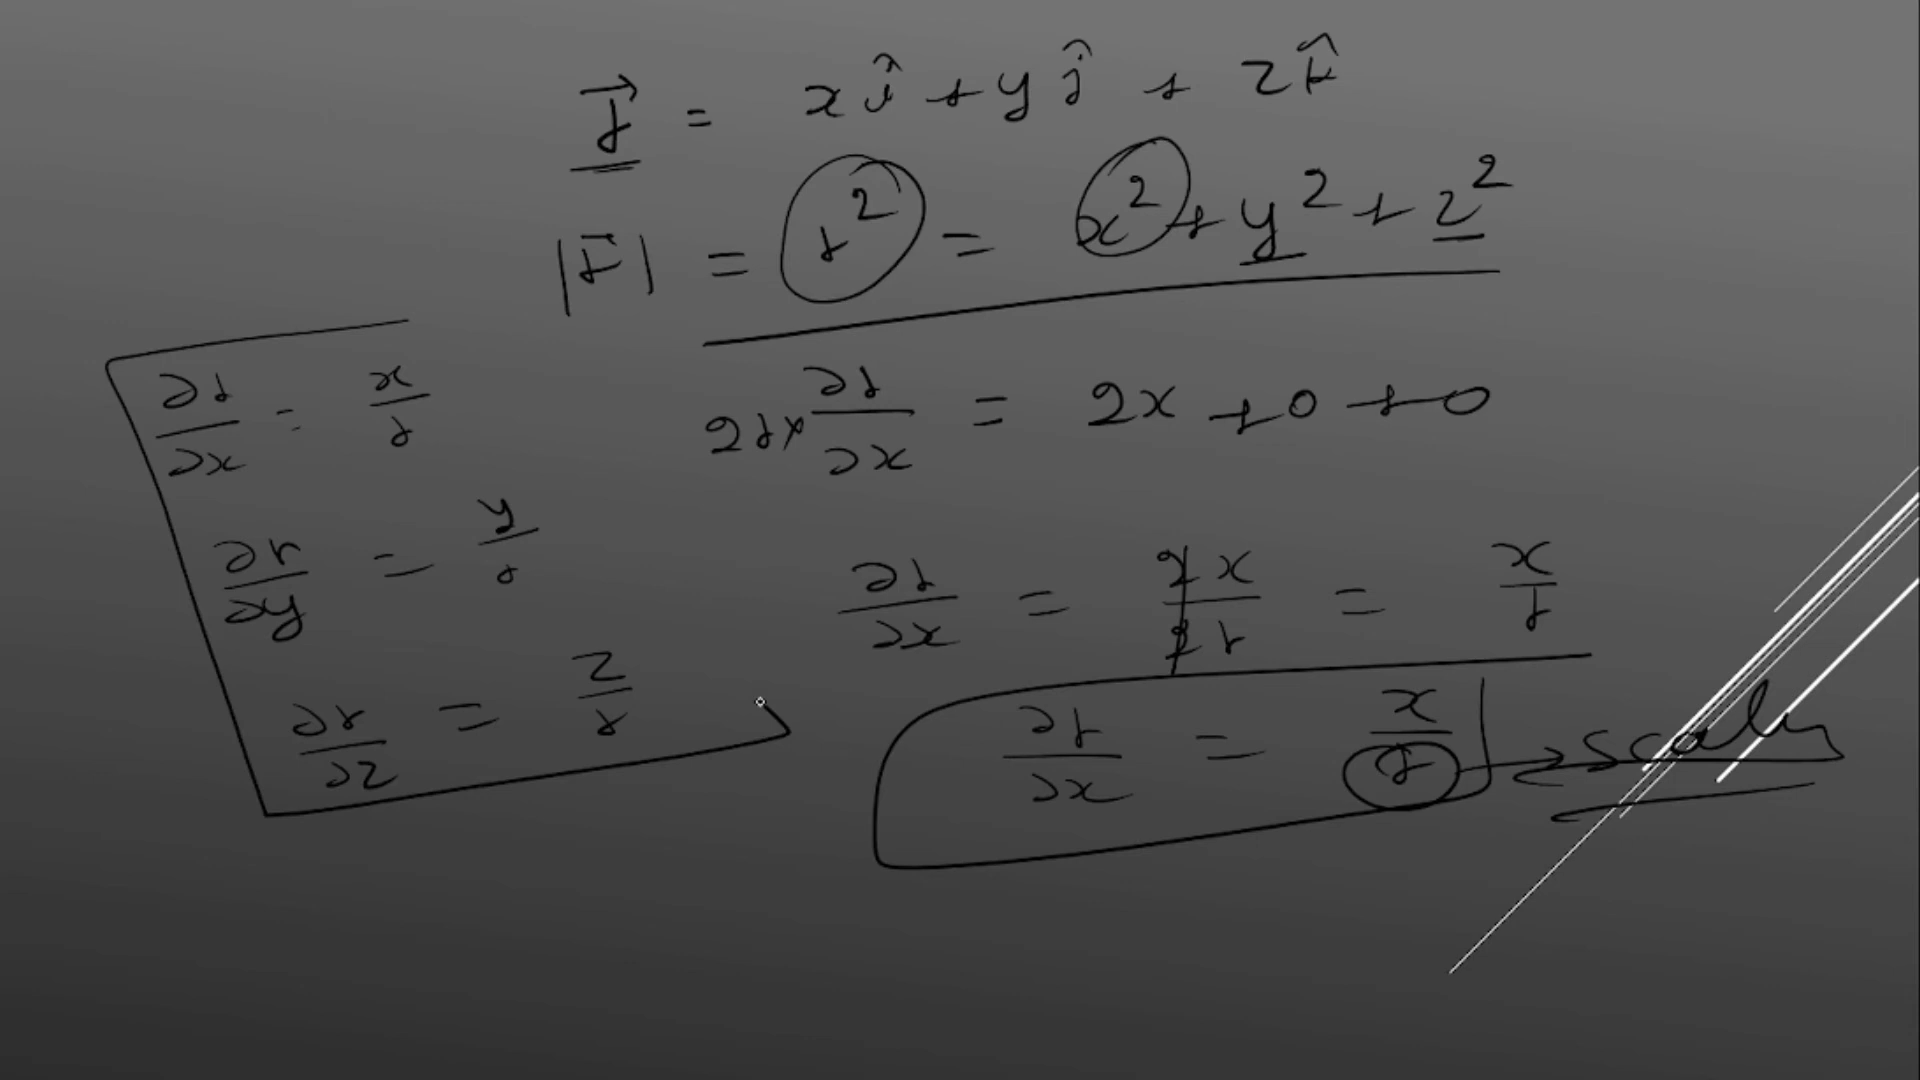 r⃗ = x î + y ĵ + z k̂
|r⃗| = r² = x² + y² + z²
2r × ∂r/∂x = 2x + 0 + 0
∂r/∂x = 2x/2r = x/r
∂r/∂x = x/r → scalar
∂r/∂x = x/r
∂r/∂y = y/r
∂r/∂z = z/r